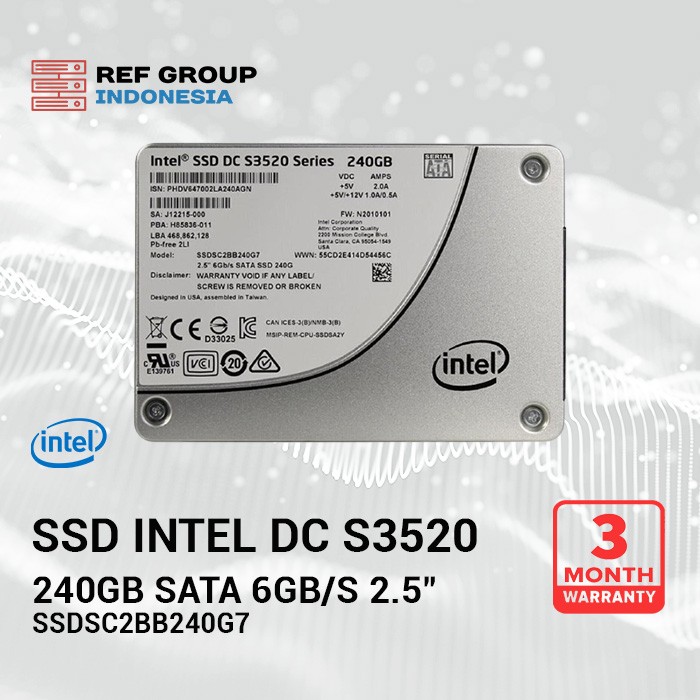 REF GROUP
INDONESIA
Intel® SSD DC S3520 Series 240GB
SERIAL
SATA
VDC AMPS
+5V 2.0A
+5V/+12V 1.0A/0.5A
ISN: PHDV647002LA240AGN
SA: J12215-000
PBA: H85836-011
LBA 468,862,128
Pb-free 2LI
FW: N2010101
Intel Corporation
Attn: Corporate Quality
2200 Mission College Blvd.
Santa Clara, CA 95054-1549
USA
Model: SSDSC2BB240G7
2.5" 6Gb/s SATA SSD 240G
WWN: 55CD2E414D54456C
Disclaimer: WARRANTY VOID IF ANY LABEL/
SCREW IS REMOVED OR BROKEN
Designed in USA, assembled in Taiwan.
D33025
CAN ICES-3(B)/NMB-3(B)
MSIP-REM-CPU-SSDSA2Y
c UL US
E139761
VCI
20
intel
intel
SSD INTEL DC S3520
240GB SATA 6GB/S 2.5"
SSDSC2BB240G7
3
MONTH
WARRANTY